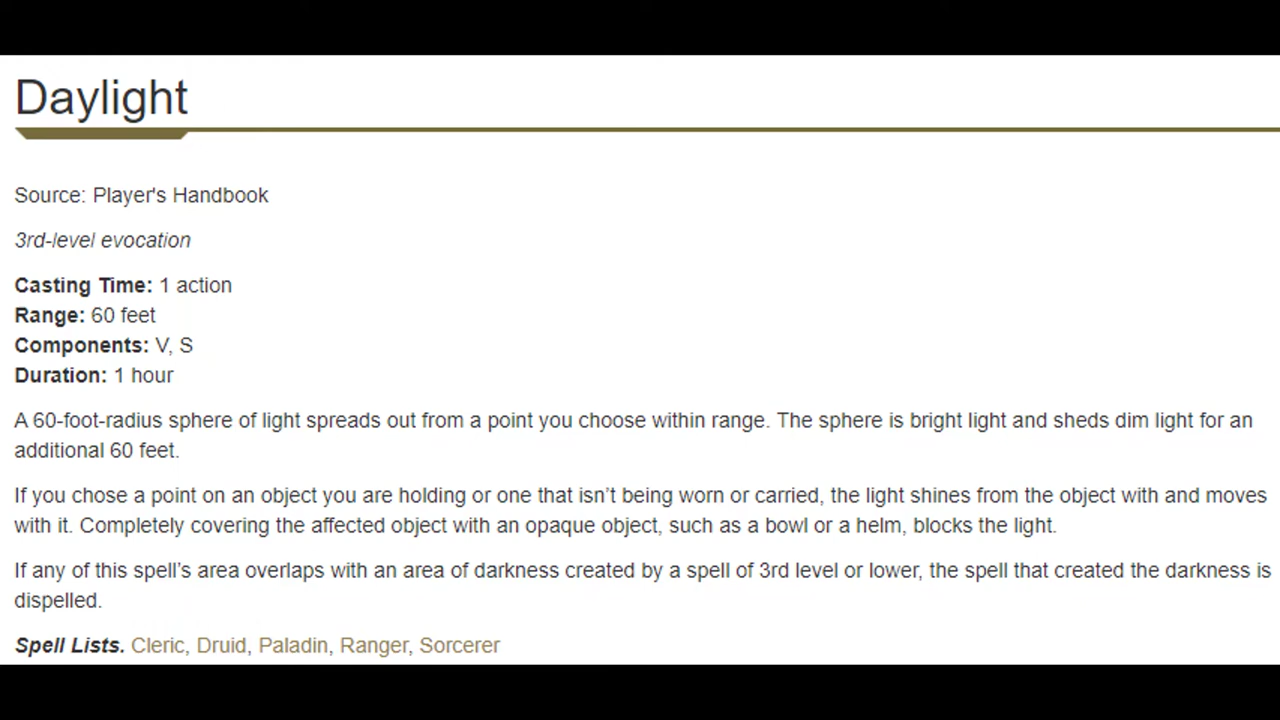 Daylight
Source: Player's Handbook
3rd-level evocation
Casting Time: 1 action
Range: 60 feet
Components: V, S
Duration: 1 hour
A 60-foot-radius sphere of light spreads out from a point you choose within range. The sphere is bright light and sheds dim light for an
additional 60 feet.
If you chose a point on an object you are holding or one that isn’t being worn or carried, the light shines from the object with and moves
with it. Completely covering the affected object with an opaque object, such as a bowl or a helm, blocks the light.
If any of this spell’s area overlaps with an area of darkness created by a spell of 3rd level or lower, the spell that created the darkness is
dispelled.
Spell Lists. Cleric, Druid, Paladin, Ranger, Sorcerer